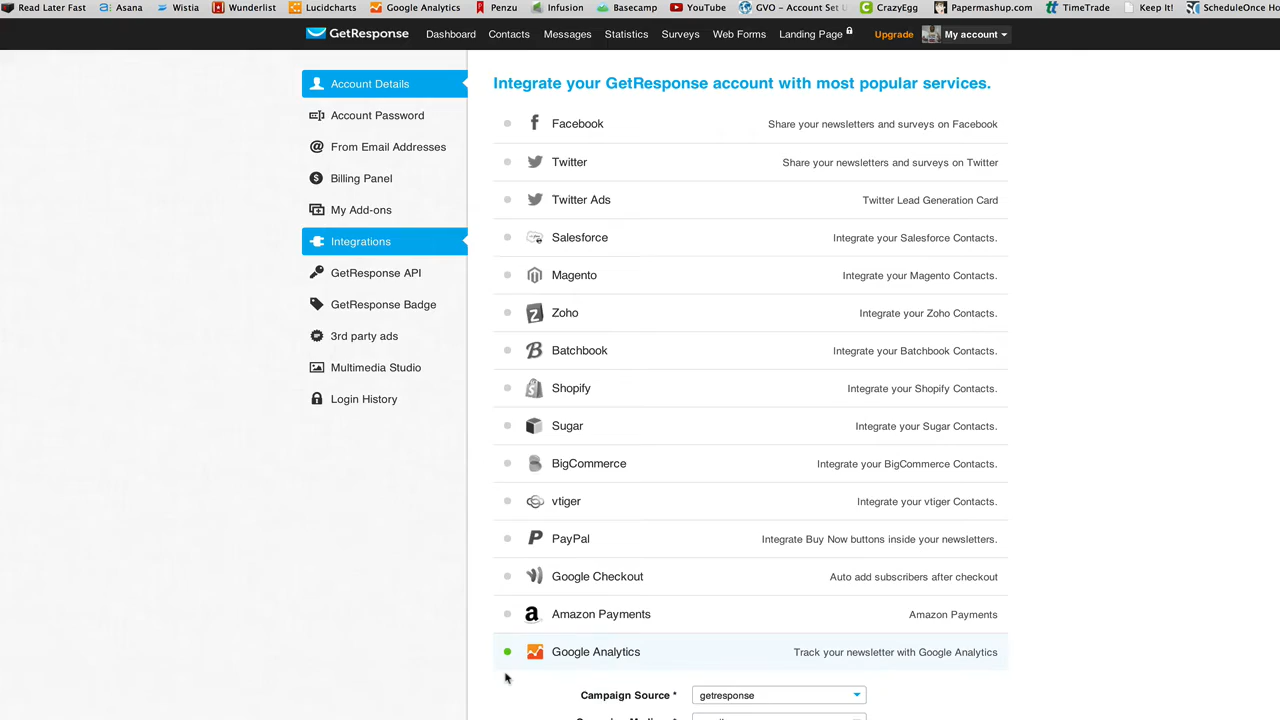 Read Later Fast Asana Wistia Wunderlist Lucidcharts Google Analytics Penzu Infusion Basecamp YouTube GVO – Account Set U CrazyEgg Papermashup.com TimeTrade Keep It! ScheduleOnce Ho
GetResponse Dashboard Contacts Messages Statistics Surveys Web Forms Landing Page Upgrade My account
Account Details
Account Password
From Email Addresses
Billing Panel
My Add-ons
Integrations
GetResponse API
GetResponse Badge
3rd party ads
Multimedia Studio
Login History
Integrate your GetResponse account with most popular services.
Facebook Share your newsletters and surveys on Facebook
Twitter Share your newsletters and surveys on Twitter
Twitter Ads Twitter Lead Generation Card
Salesforce Integrate your Salesforce Contacts.
Magento Integrate your Magento Contacts.
Zoho Integrate your Zoho Contacts.
Batchbook Integrate your Batchbook Contacts.
Shopify Integrate your Shopify Contacts.
Sugar Integrate your Sugar Contacts.
BigCommerce Integrate your BigCommerce Contacts.
vtiger Integrate your vtiger Contacts.
PayPal Integrate Buy Now buttons inside your newsletters.
Google Checkout Auto add subscribers after checkout
Amazon Payments Amazon Payments
Google Analytics Track your newsletter with Google Analytics
Campaign Source * getresponse